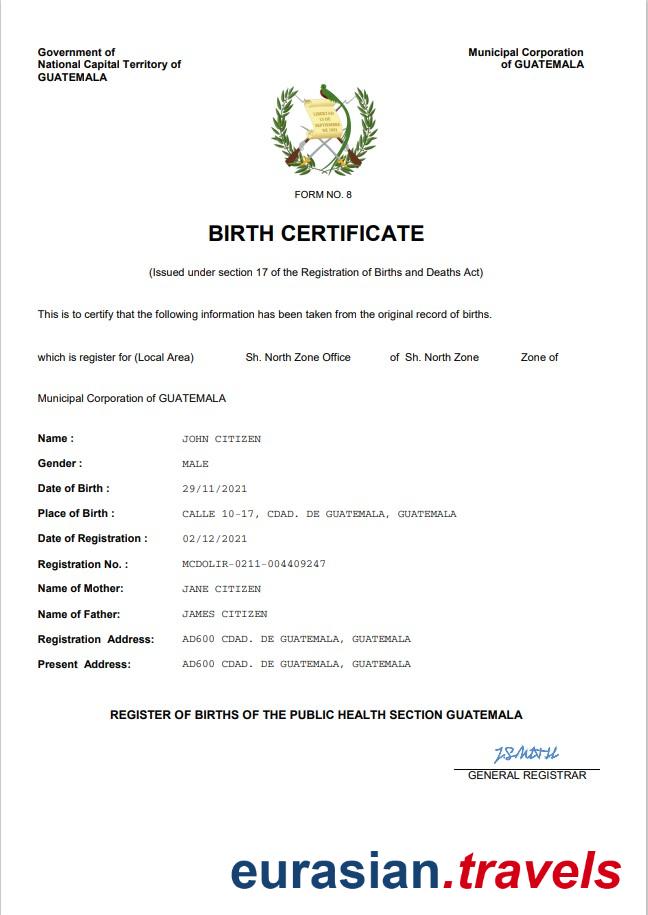 Government of
National Capital Territory of
GUATEMALA
Municipal Corporation
of GUATEMALA
LIBERTAD
15 DE
SEPTIEMBRE
DE 1821
FORM NO. 8
BIRTH CERTIFICATE
(Issued under section 17 of the Registration of Births and Deaths Act)
This is to certify that the following information has been taken from the original record of births.
which is register for (Local Area) Sh. North Zone Office of Sh. North Zone Zone of
Municipal Corporation of GUATEMALA
Name : JOHN CITIZEN
Gender : MALE
Date of Birth : 29/11/2021
Place of Birth : CALLE 10-17, CDAD. DE GUATEMALA, GUATEMALA
Date of Registration : 02/12/2021
Registration No. : MCDOLIR-0211-004409247
Name of Mother: JANE CITIZEN
Name of Father: JAMES CITIZEN
Registration Address: AD600 CDAD. DE GUATEMALA, GUATEMALA
Present Address: AD600 CDAD. DE GUATEMALA, GUATEMALA
REGISTER OF BIRTHS OF THE PUBLIC HEALTH SECTION GUATEMALA
GENERAL REGISTRAR
eurasian.travels